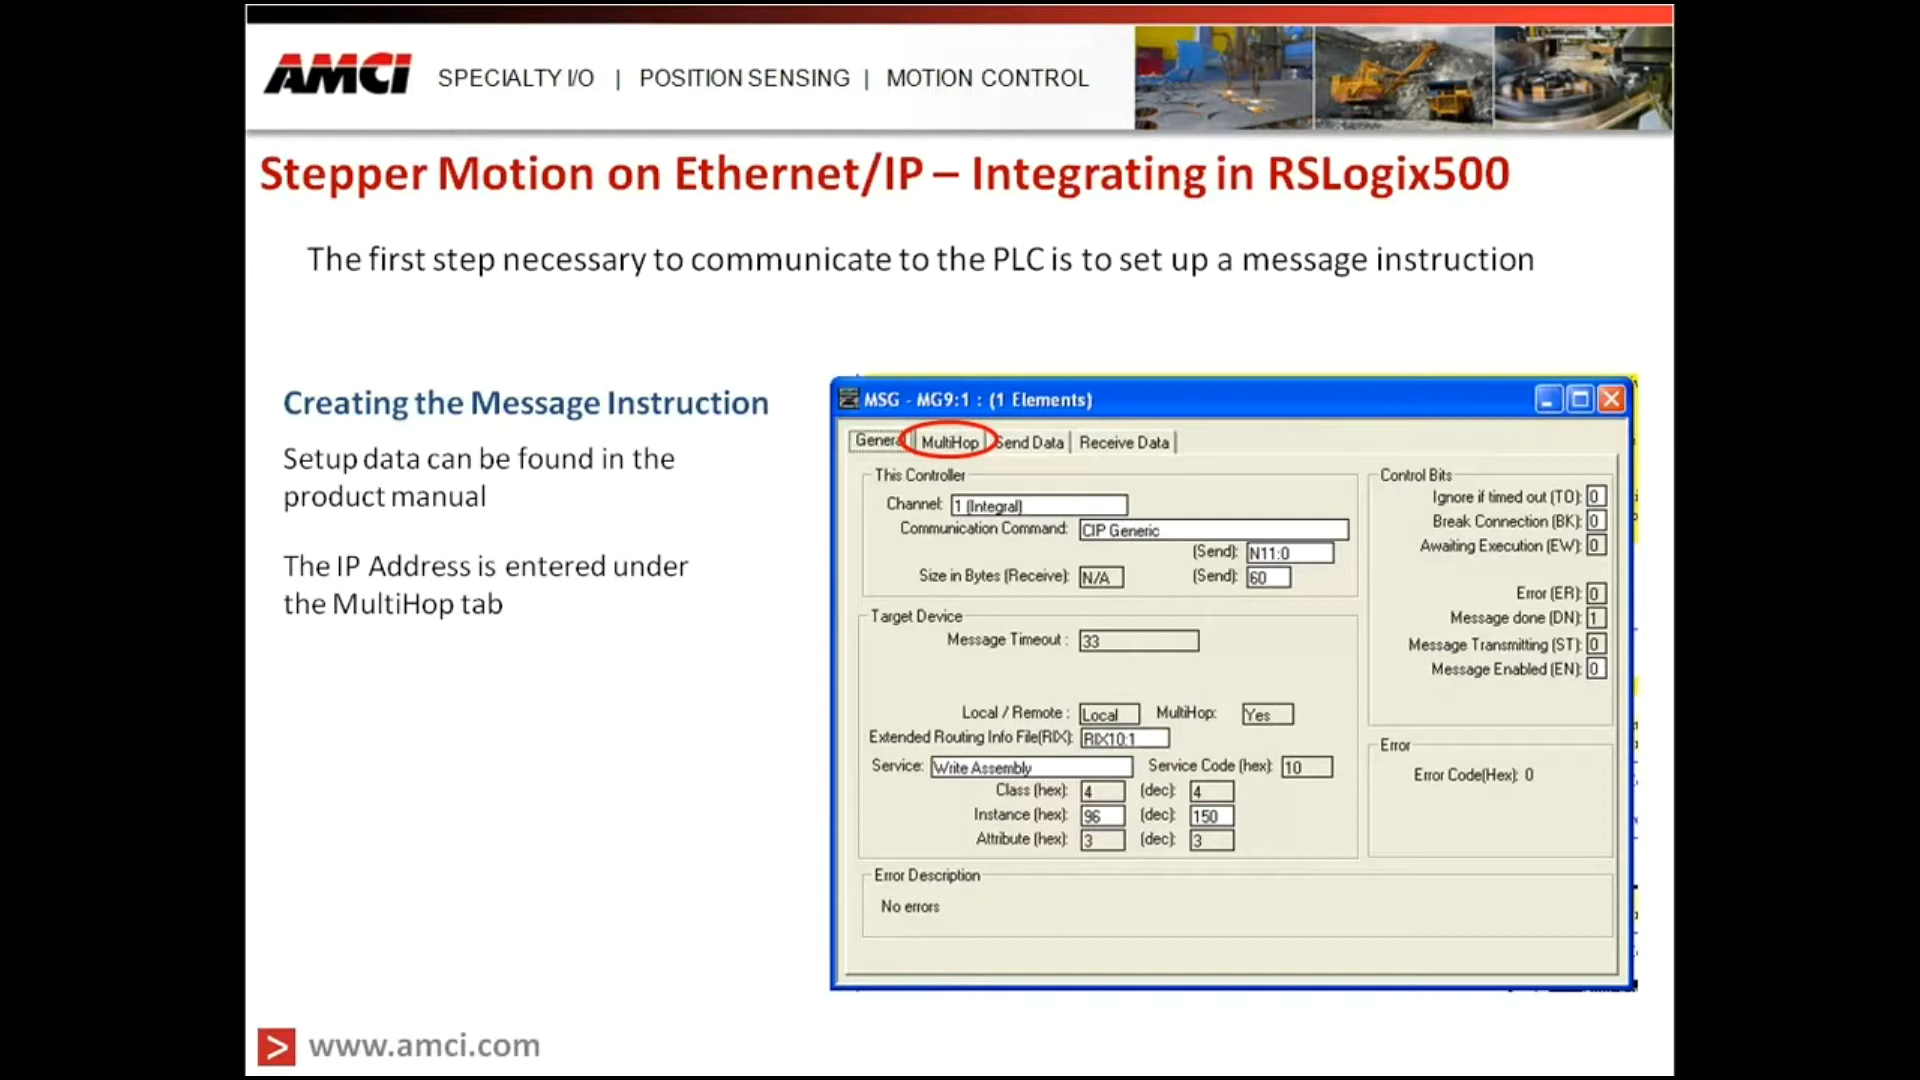 AMCI SPECIALTY I/O | POSITION SENSING | MOTION CONTROL
Stepper Motion on Ethernet/IP – Integrating in RSLogix500
The first step necessary to communicate to the PLC is to set up a message instruction
Creating the Message Instruction
Setup data can be found in the
product manual
The IP Address is entered under
the MultiHop tab
MSG - MG9:1 : (1 Elements)
General MultiHop Send Data Receive Data
This Controller
Channel: 1 (Integral)
Communication Command: CIP Generic
(Send): N11:0
Size in Bytes (Receive): N/A (Send): 60
Target Device
Message Timeout : 33
Local / Remote : Local MultiHop: Yes
Extended Routing Info File(RIX): RIX10:1
Service: Write Assembly Service Code (hex): 10
Class (hex): 4 (dec): 4
Instance (hex): 96 (dec): 150
Attribute (hex): 3 (dec): 3
Control Bits
Ignore if timed out (TO): 0
Break Connection (BK): 0
Awaiting Execution (EW): 0
Error (ER): 0
Message done (DN): 1
Message Transmitting (ST): 0
Message Enabled (EN): 0
Error
Error Code(Hex): 0
Error Description
No errors
> www.amci.com